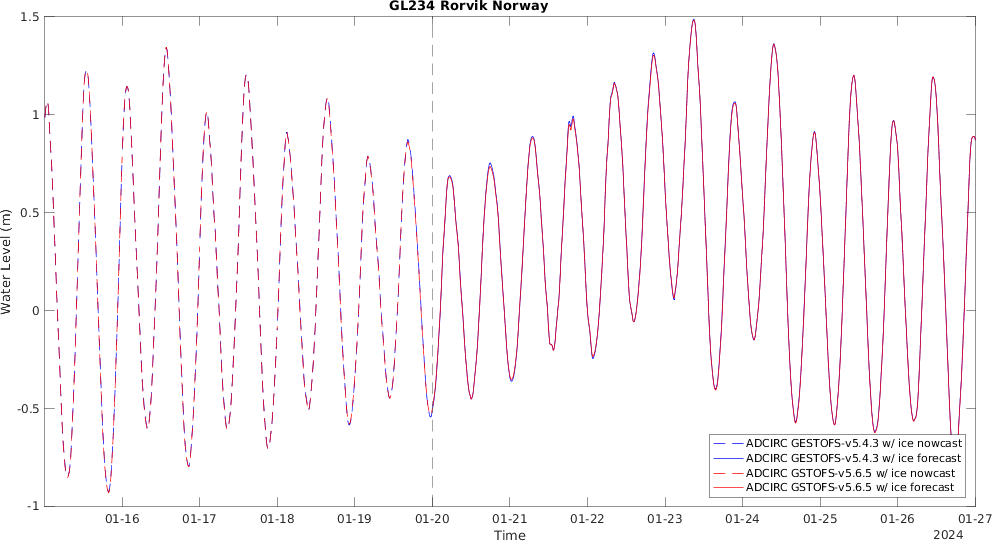 GL234 Rorvik Norway
1.5
1
0.5
0
-0.5
-1
Water Level (m)
01-16 01-17 01-18 01-19 01-20 01-21 01-22 01-23 01-24 01-25 01-26 01-27
Time
2024
ADCIRC GESTOFS-v5.4.3 w/ ice nowcast
ADCIRC GESTOFS-v5.4.3 w/ ice forecast
ADCIRC GSTOFS-v5.6.5 w/ ice nowcast
ADCIRC GSTOFS-v5.6.5 w/ ice forecast